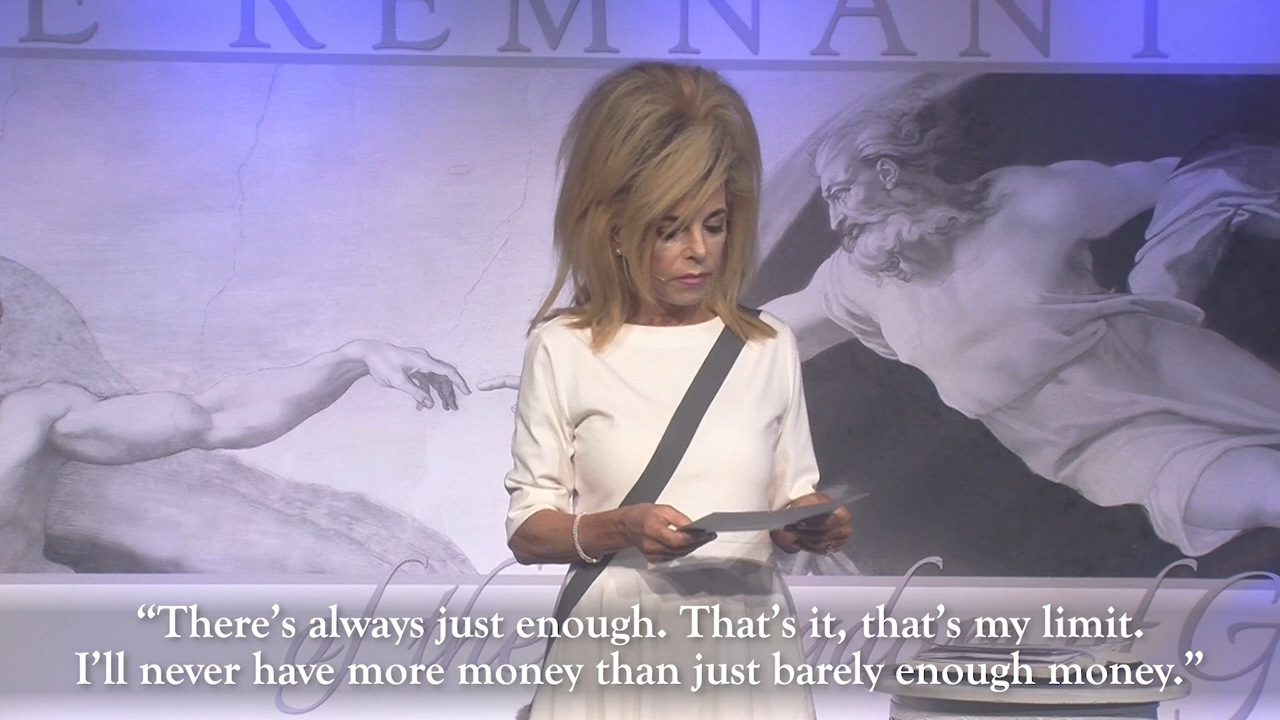 E REMNANT
“There’s always just enough. That’s it, that’s my limit.
I’ll never have more money than just barely enough money.”